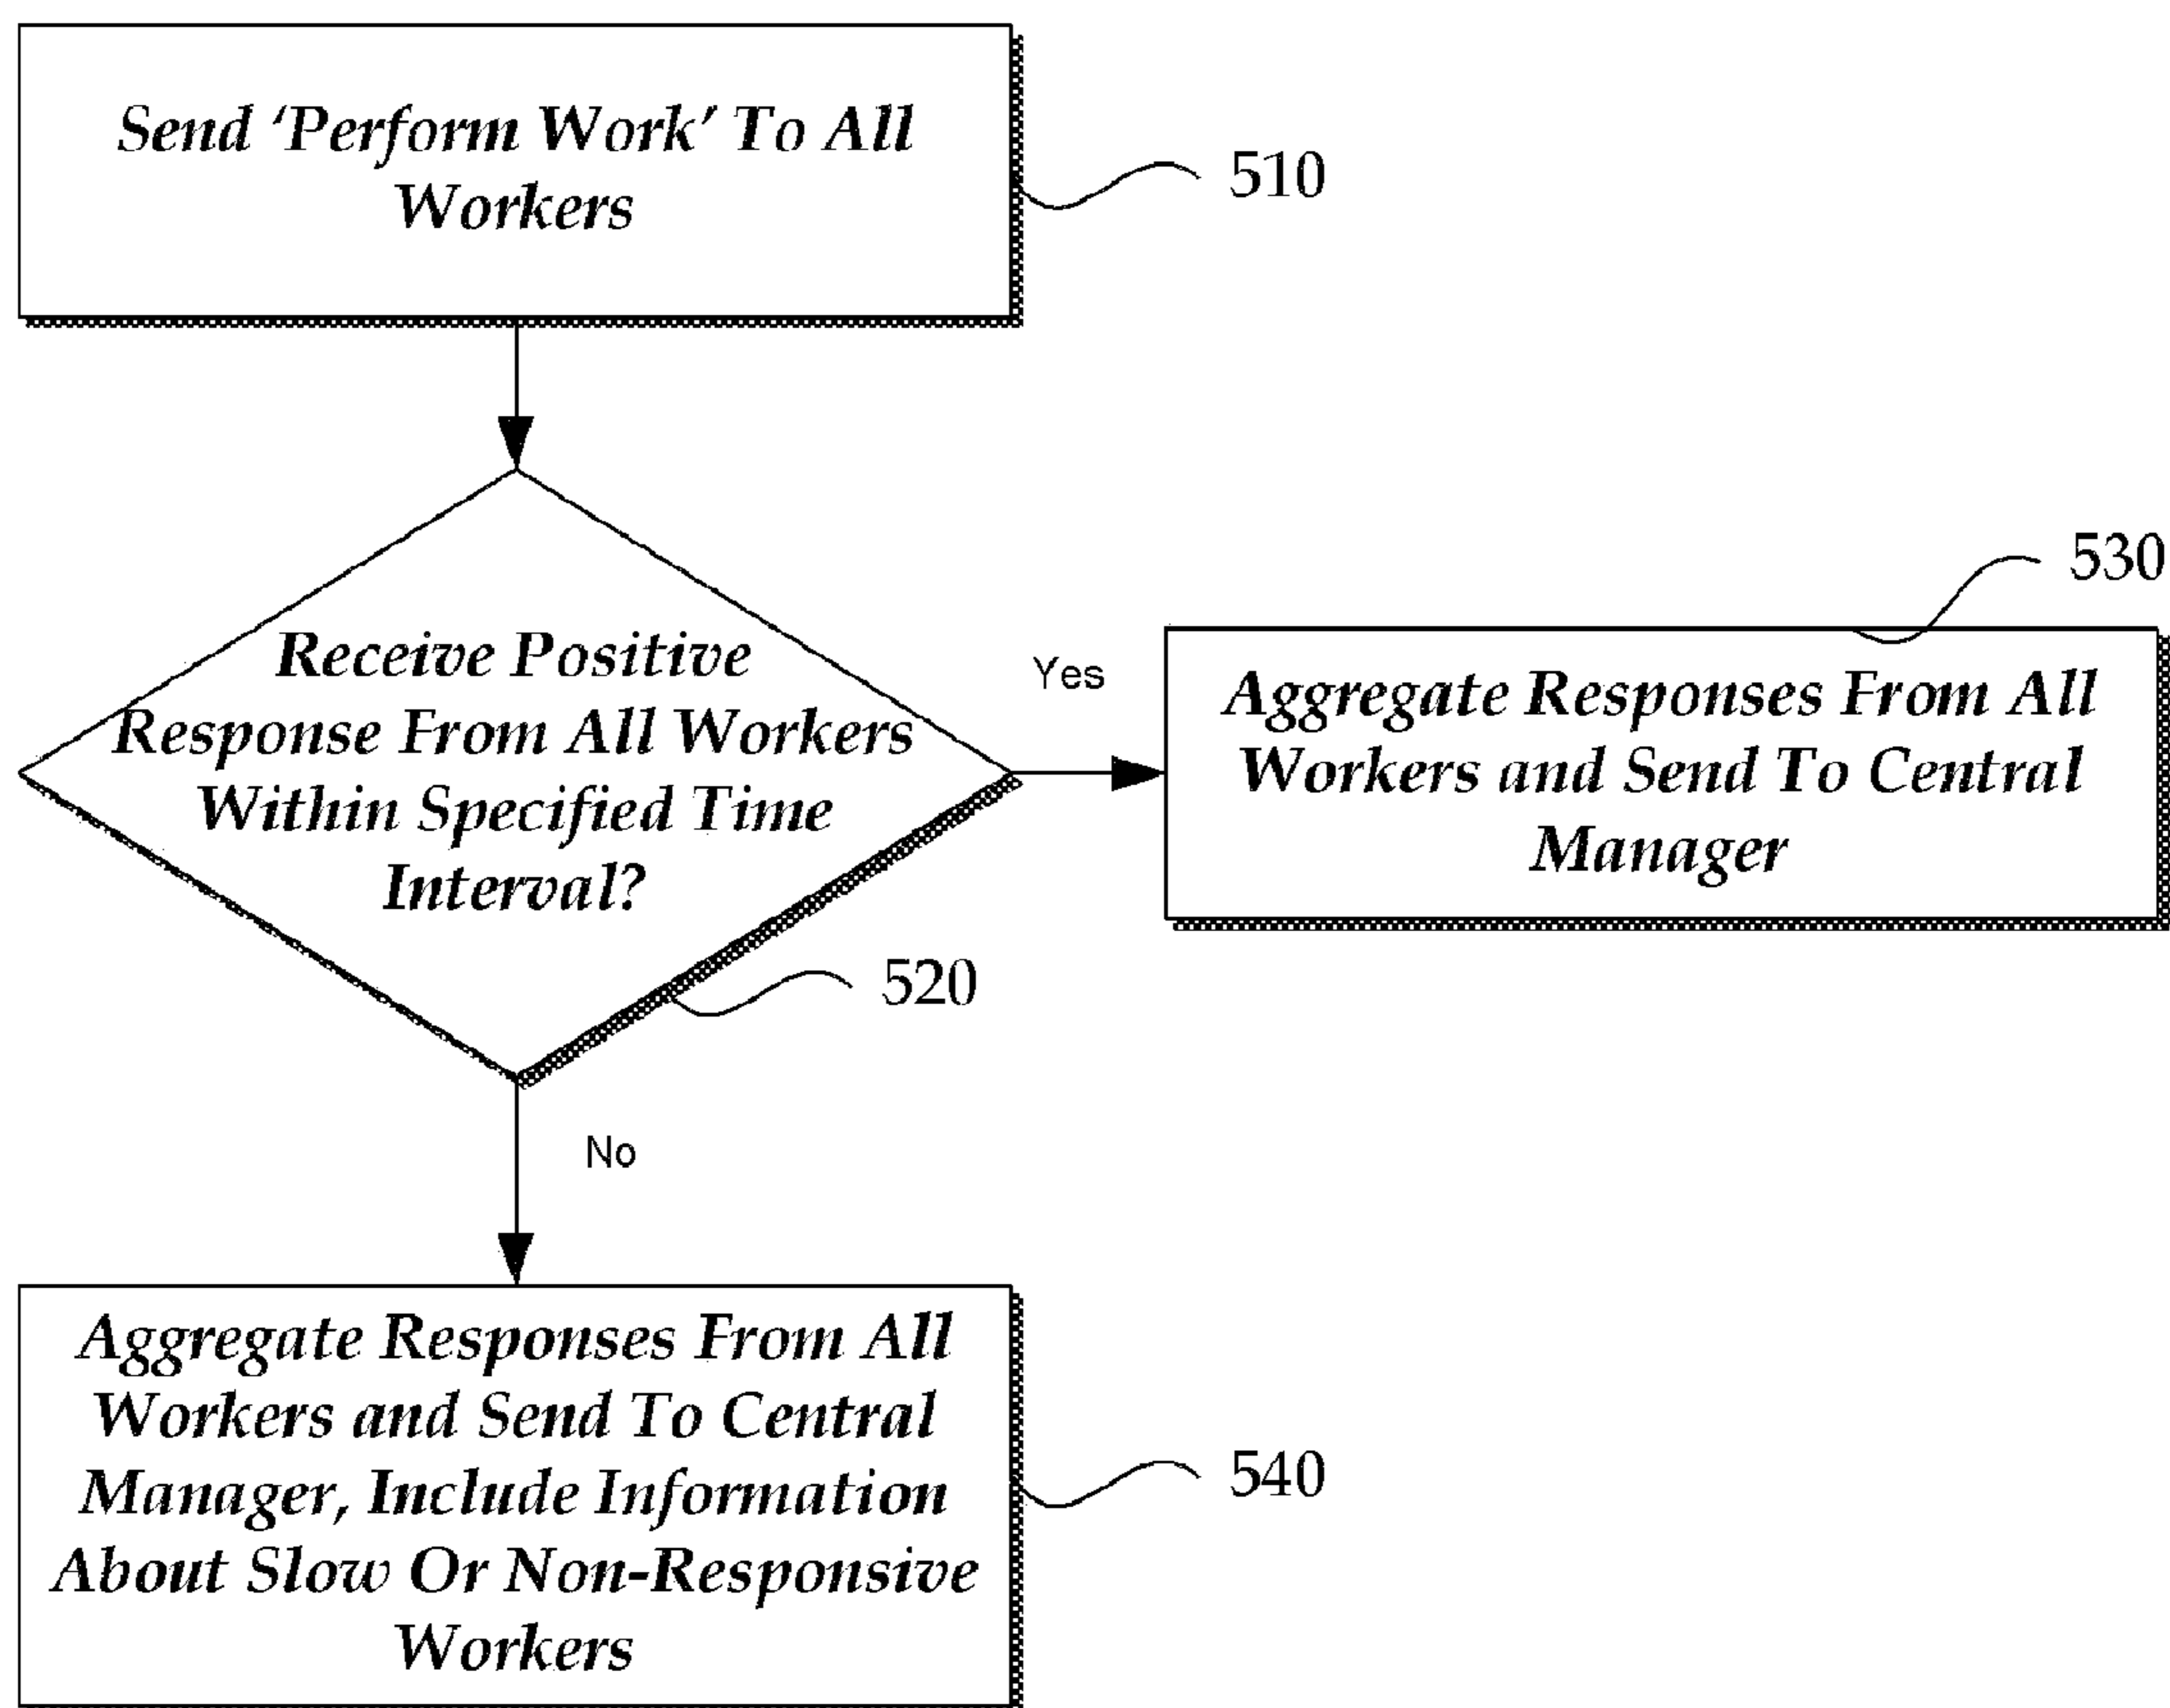 Send 'Perform Work' To All
Workers
510
Receive Positive
Response From All Workers
Within Specified Time
Interval?
520
Yes
530
Aggregate Responses From All
Workers and Send To Central
Manager
No
Aggregate Responses From All
Workers and Send To Central
Manager, Include Information
About Slow Or Non-Responsive
Workers
540